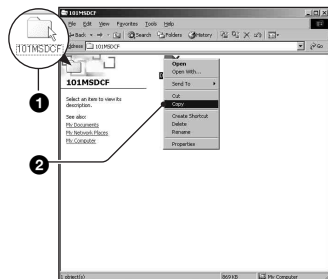 101MSDCF
File Edit View Favorites Tools Help
Back Search Folders History
Address 101MSDCF Go
101MSDCF
1
101MSDCF
Select an item to view its
description.
See also:
My Documents
My Network Places
My Computer
Open
Open With...
Send To
Cut
2
Copy
Create Shortcut
Delete
Rename
Properties
1 object(s) 869 KB My Computer